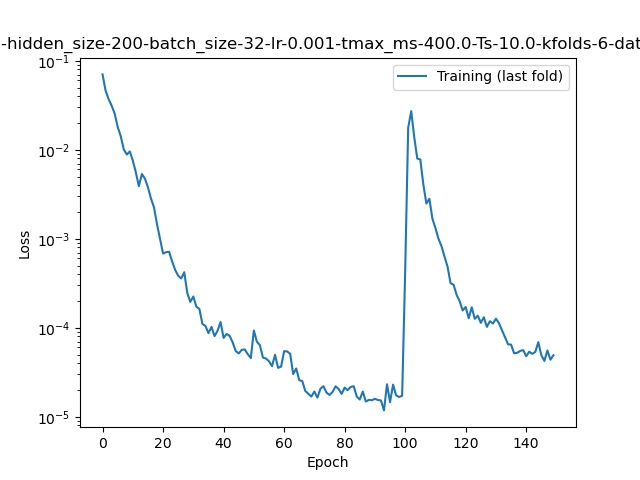 -hidden_size-200-batch_size-32-lr-0.001-tmax_ms-400.0-Ts-10.0-kfolds-6-dat
Training (last fold)
10⁻¹
10⁻²
10⁻³
10⁻⁴
10⁻⁵
Loss
0 20 40 60 80 100 120 140
Epoch